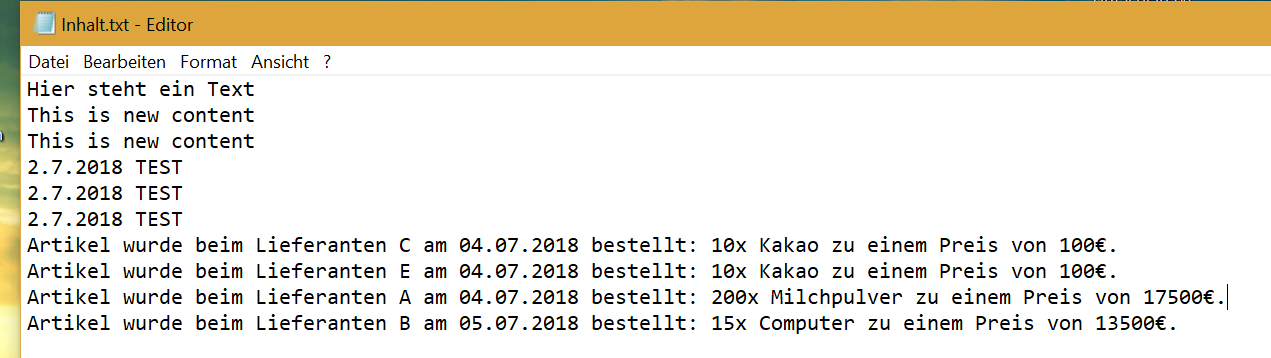 Inhalt.txt - Editor
Datei Bearbeiten Format Ansicht ?
Hier steht ein Text
This is new content
This is new content
2.7.2018 TEST
2.7.2018 TEST
2.7.2018 TEST
Artikel wurde beim Lieferanten C am 04.07.2018 bestellt: 10x Kakao zu einem Preis von 100€.
Artikel wurde beim Lieferanten E am 04.07.2018 bestellt: 10x Kakao zu einem Preis von 100€.
Artikel wurde beim Lieferanten A am 04.07.2018 bestellt: 200x Milchpulver zu einem Preis von 17500€.
Artikel wurde beim Lieferanten B am 05.07.2018 bestellt: 15x Computer zu einem Preis von 13500€.